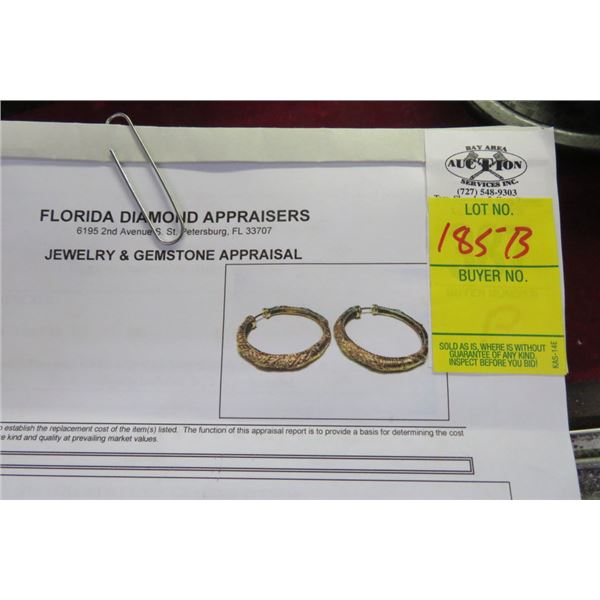 BAY AREA
AUCTION
SERVICES INC.
(727) 548-9303
FLORIDA DIAMOND APPRAISERS
6195 2nd Avenue S. St. Petersburg, FL 33707
JEWELRY & GEMSTONE APPRAISAL
LOT NO.
185-B
BUYER NO.
SOLD AS IS, WHERE IS WITHOUT
GUARANTEE OF ANY KIND.
INSPECT BEFORE YOU BID!
KAS-14E
o establish the replacement cost of the item(s) listed. The function of this appraisal report is to provide a basis for determining the cost
e kind and quality at prevailing market values.